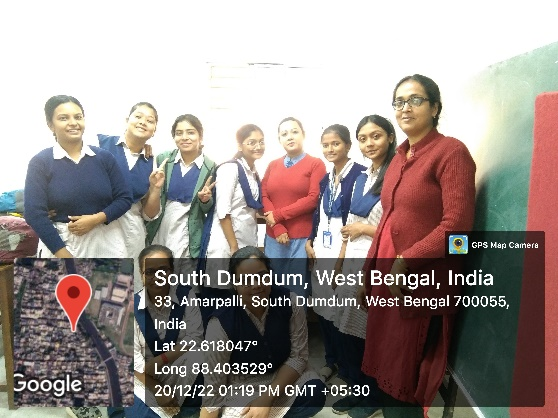 GPS Map Camera
South Dumdum, West Bengal, India
33, Amarpalli, South Dumdum, West Bengal 700055,
India
Lat 22.618047°
Long 88.403529°
20/12/22 01:19 PM GMT +05:30
Google